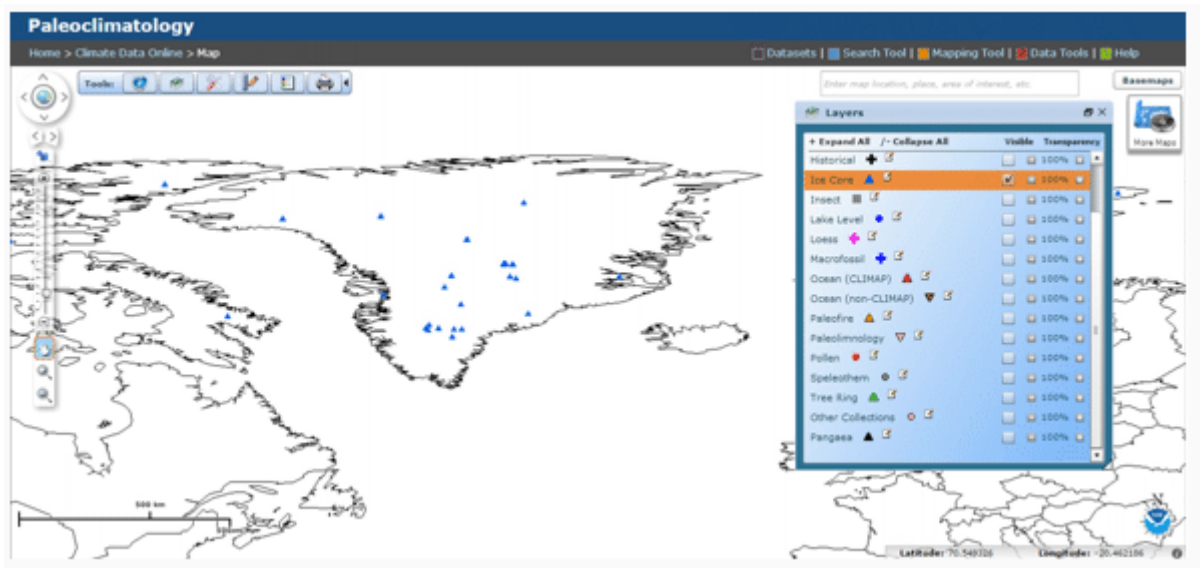 Paleoclimatology
Home > Climate Data Online > Map
Datasets | Search Tool | Mapping Tool | Data Tools | Help
Tools:
Enter map location, place, area of interest, etc.
Basemaps
Layers
More Maps
+ Expand All /- Collapse All Visible Transparency
Historical 100%
Ice Core 100%
Insect 100%
Lake Level 100%
Loess 100%
Macrofossil 100%
Ocean (CLIMAP) 100%
Ocean (non-CLIMAP) 100%
Paleofire 100%
Paleolimnology 100%
Pollen 100%
Speleothem 100%
Tree Ring 100%
Other Collections 100%
Pangaea 100%
500 km
Latitude: 70.549326 Longitude: -20.462186